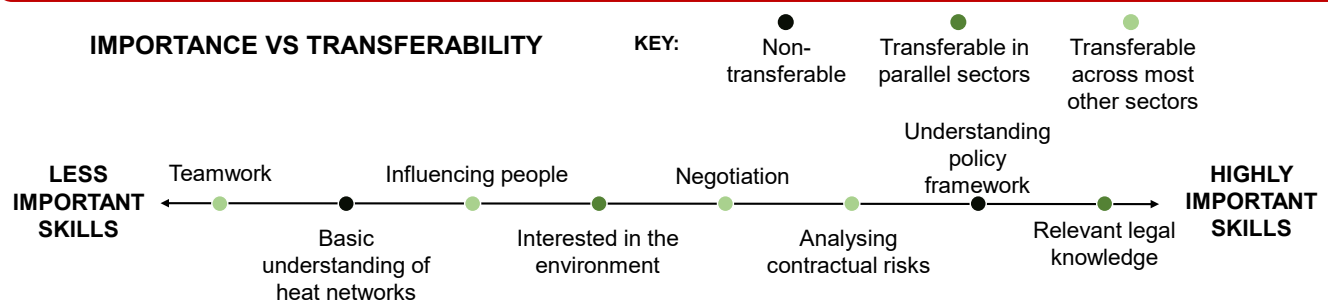 IMPORTANCE VS TRANSFERABILITY
KEY:
Non-
transferable
Transferable in
parallel sectors
Transferable
across most
other sectors
LESS
IMPORTANT
SKILLS
Teamwork
Basic
understanding of
heat networks
Influencing people
Interested in the
environment
Negotiation
Analysing
contractual risks
Understanding
policy
framework
Relevant legal
knowledge
HIGHLY
IMPORTANT
SKILLS